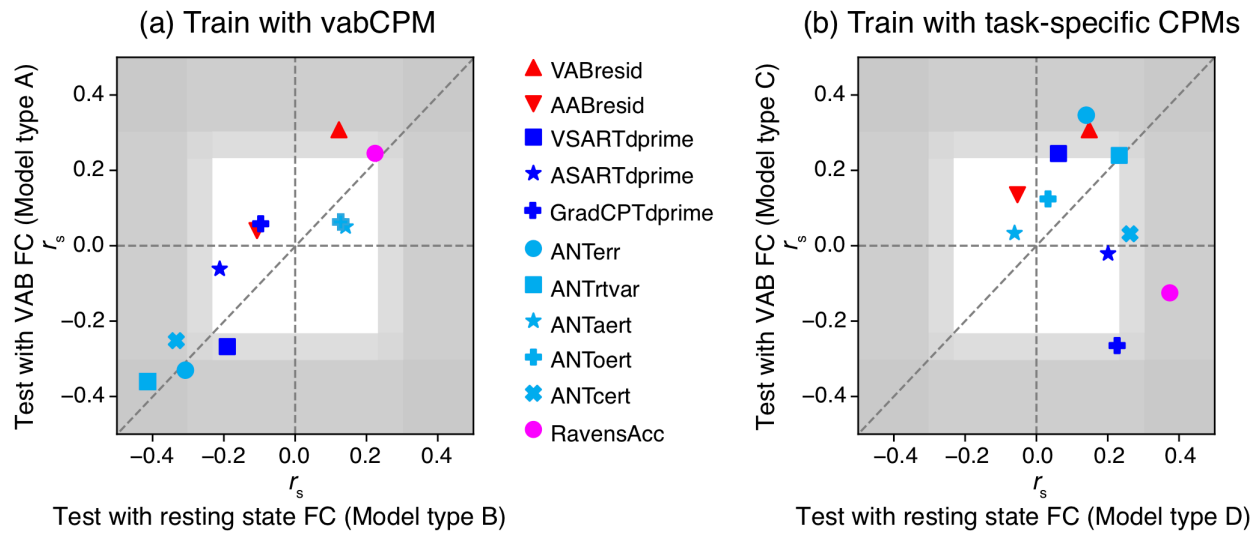 (a) Train with vabCPM
Test with VAB FC (Model type A)
rs
0.4
0.2
0.0
−0.2
−0.4
−0.4 −0.2 0.0 0.2 0.4
rs
Test with resting state FC (Model type B)
VABresid
AABresid
VSARTdprime
ASARTdprime
GradCPTdprime
ANTerr
ANTrtvar
ANTaert
ANToert
ANTcert
RavensAcc
(b) Train with task-specific CPMs
Test with VAB FC (Model type C)
rs
0.4
0.2
0.0
−0.2
−0.4
−0.4 −0.2 0.0 0.2 0.4
rs
Test with resting state FC (Model type D)